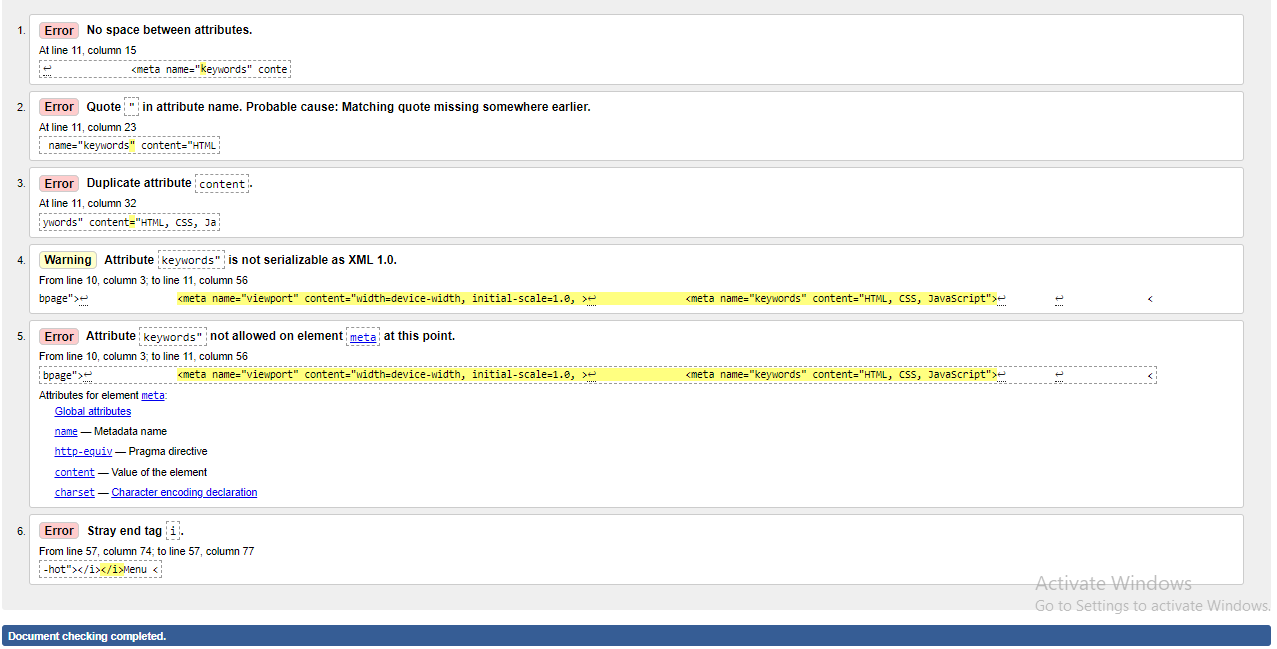 1. Error No space between attributes.
At line 11, column 15
↩ <meta name="keywords" conte
2. Error Quote " in attribute name. Probable cause: Matching quote missing somewhere earlier.
At line 11, column 23
name="keywords" content="HTML
3. Error Duplicate attribute content.
At line 11, column 32
ywords" content="HTML, CSS, Ja
4. Warning Attribute keywords" is not serializable as XML 1.0.
From line 10, column 3; to line 11, column 56
bpage">↩ <meta name="viewport" content="width=device-width, initial-scale=1.0, >↩ <meta name="keywords" content="HTML, CSS, JavaScript">↩ ↩ <
5. Error Attribute keywords" not allowed on element meta at this point.
From line 10, column 3; to line 11, column 56
bpage">↩ <meta name="viewport" content="width=device-width, initial-scale=1.0, >↩ <meta name="keywords" content="HTML, CSS, JavaScript">↩ ↩ <
Attributes for element meta:
Global attributes
name — Metadata name
http-equiv — Pragma directive
content — Value of the element
charset — Character encoding declaration
6. Error Stray end tag i.
From line 57, column 74; to line 57, column 77
-hot"></i></i>Menu <
Activate Windows
Go to Settings to activate Windows.
Document checking completed.